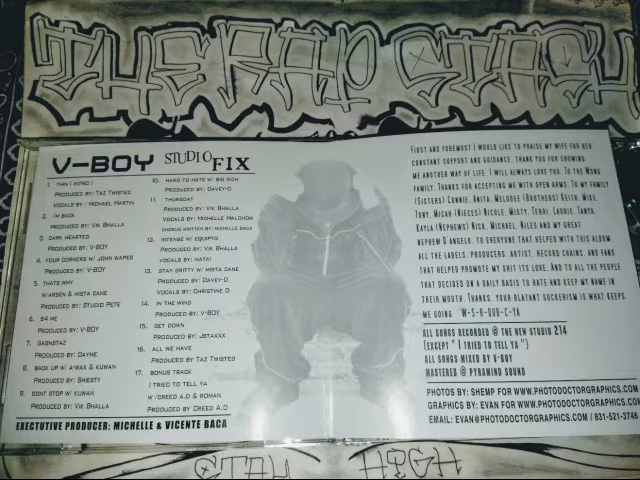 THE RAP STASH
V-BOY STUDIO FIX
1. THIN (INTRO)
PRODUCED BY: TAZ TWISTED
VOCALS BY: MICHAEL MARTIN
2. I'M BACK
PRODUCED BY: VIK BHALLA
3. DARK HEARTED
PRODUCED BY: V-BOY
4. FOUR CORNERS W/ JOHN WAPES
PRODUCED BY: V-BOY
5. THATS WHY
W/ARSEN & MISTA CANE
PRODUCED BY: STUDIO PETE
6. B4 ME
PRODUCED BY: V-BOY
7. GAGNSTAZ
PRODUCED BY: DAYME
8. BACK UP W/ A-WAX & KUWAN
PRODUCED BY: SHIESTY
9. DONT STOP W/ KUWAN
PRODUCED BY: VIK BHALLA
10. HARD TO HATE W/ BIG RICH
PRODUCED BY: DAVEY-D
11. THURSDAY
PRODUCED BY: VIK BHALLA
VOCALS BY: MICHELLE MALCHOW
CHORUS WRITTEN BY: MICHELLE BACA
12. INTENSE W/ EQUIPTO
PRODUCED BY: VIK BHALLA
VOCALS BY: MATAI
13. STAY GRITTY W/ MISTA CANE
PRODUCED BY: DAVEY-D
VOCALS BY: CHRISTINE D
14. IN THE WIND
PRODUCED BY: V-BOY
15. GET DOWN
PRODUCED BY: JSTAXXX
16. ALL WE HAVE
PRODUCED BY TAZ TWISTED
17. BONUS TRACK
I TRIED TO TELL YA
W/CREED A.D & ROMAN
PRODUCED BY CREED A.D
EXECTUTIVE PRODUCER: MICHELLE & VICENTE BACA
FIRST AND FOREMOST I WOULD LIKE TO PRAISE MY WIFE FOR HER
CONSTANT SUPPORT AND GUIDANCE. THANK YOU FOR SHOWING
ME ANOTHER WAY OF LIFE. I WILL ALWAYS LOVE YOU. TO THE WONG
FAMILY. THANKS FOR ACCEPTING ME WITH OPEN ARMS. TO MY FAMILY
(SISTERS) CONNIE. ANITA. MELODEE (BROTHERS) KEITH. MIKE.
TONY. MICAH (NIECES) NICOLE. MISTY. TERRI. LAURIE. TANYA.
KAYLA (NEPHEWS) NICK. MICHAEL. NILES AND MY GREAT
NEPHEW D'ANGELO. TO EVERYONE THAT HELPED WITH THIS ALBUM
ALL THE LABELS. PRODUCERS. ARTIST. RECORD CHAINS. AND FANS
THAT HELPED PROMOTE MY SHIT ITS LOVE. AND TO ALL THE PEOPLE
THAT DECIDED ON A DAILY BASIS TO HATE AND KEEP MY NAME IN
THEIR MOUTH. THANKS. YOUR BLATANT SUCKERISM IS WHAT KEEPS
ME GOING "W-S-R-DUB-C-YA
ALL SONGS RECORDED @ THE NEW STUDIO 214
(EXCEPT " I TRIED TO TELL YA ")
ALL SONGS MIXED BY V-BOY
MASTERED @ PYRAMIND SOUND
PHOTOS BY: SHEMP FOR WWW.PHOTODOCTORGRAPHICS.COM
GRAPHICS BY: EVAN FOR WWW.PHOTODOCTORGRAPHICS.COM
EMAIL: EVAN@PHOTODOCTORGRAPHICS.COM / 831-521-3746
STAY HIGH